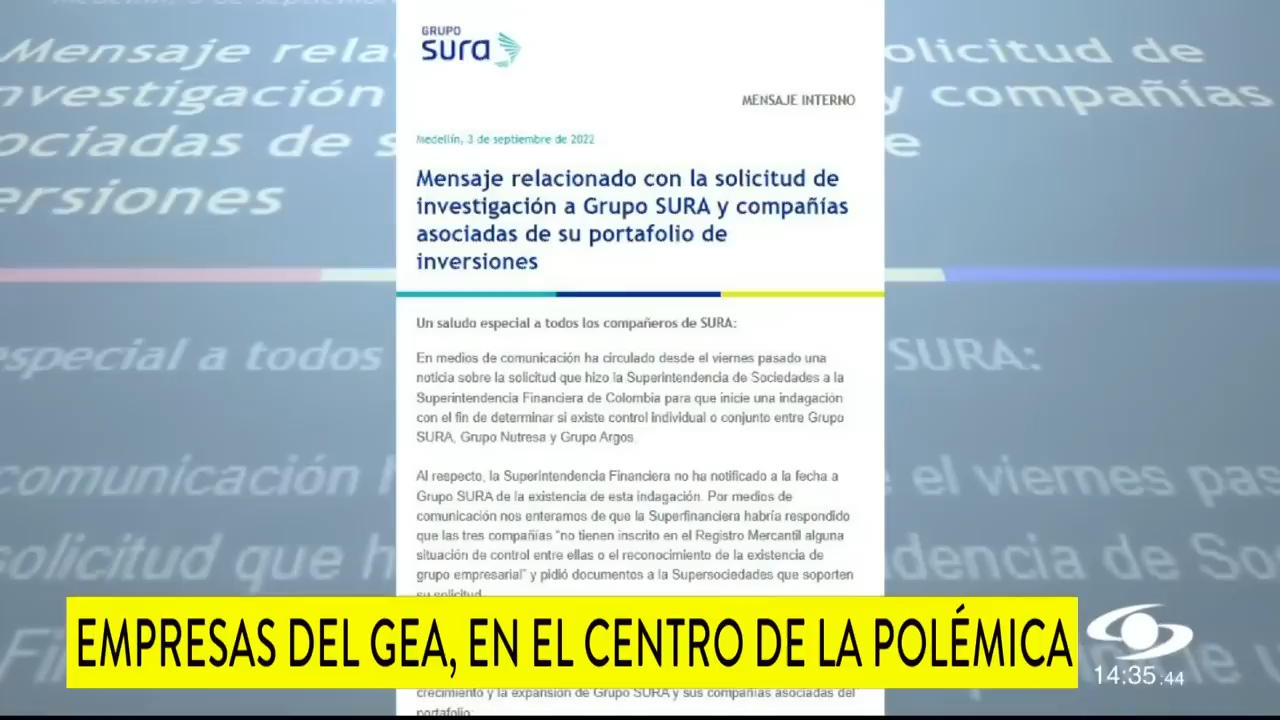 GRUPO
sura
MENSAJE INTERNO
Medellín, 3 de septiembre de 2022
Mensaje relacionado con la solicitud de
investigación a Grupo SURA y compañías
asociadas de su portafolio de
inversiones
Un saludo especial a todos los compañeros de SURA:
En medios de comunicación ha circulado desde el viernes pasado una
noticia sobre la solicitud que hizo la Superintendencia de Sociedades a la
Superintendencia Financiera de Colombia para que inicie una indagación
con el fin de determinar si existe control individual o conjunto entre Grupo
SURA, Grupo Nutresa y Grupo Argos.
Al respecto, la Superintendencia Financiera no ha notificado a la fecha a
Grupo SURA de la existencia de esta indagación. Por medios de
comunicación nos enteramos de que la Superfinanciera habría respondido
que las tres compañías "no tienen inscrito en el Registro Mercantil alguna
situación de control entre ellas o el reconocimiento de la existencia de
grupo empresarial" y pidió documentos a la Supersociedades que soporten
su solicitud
EMPRESAS DEL GEA, EN EL CENTRO DE LA POLÉMICA
14:35:44
crecimiento y la expansión de Grupo SURA y sus compañías asociadas del
portafolio: